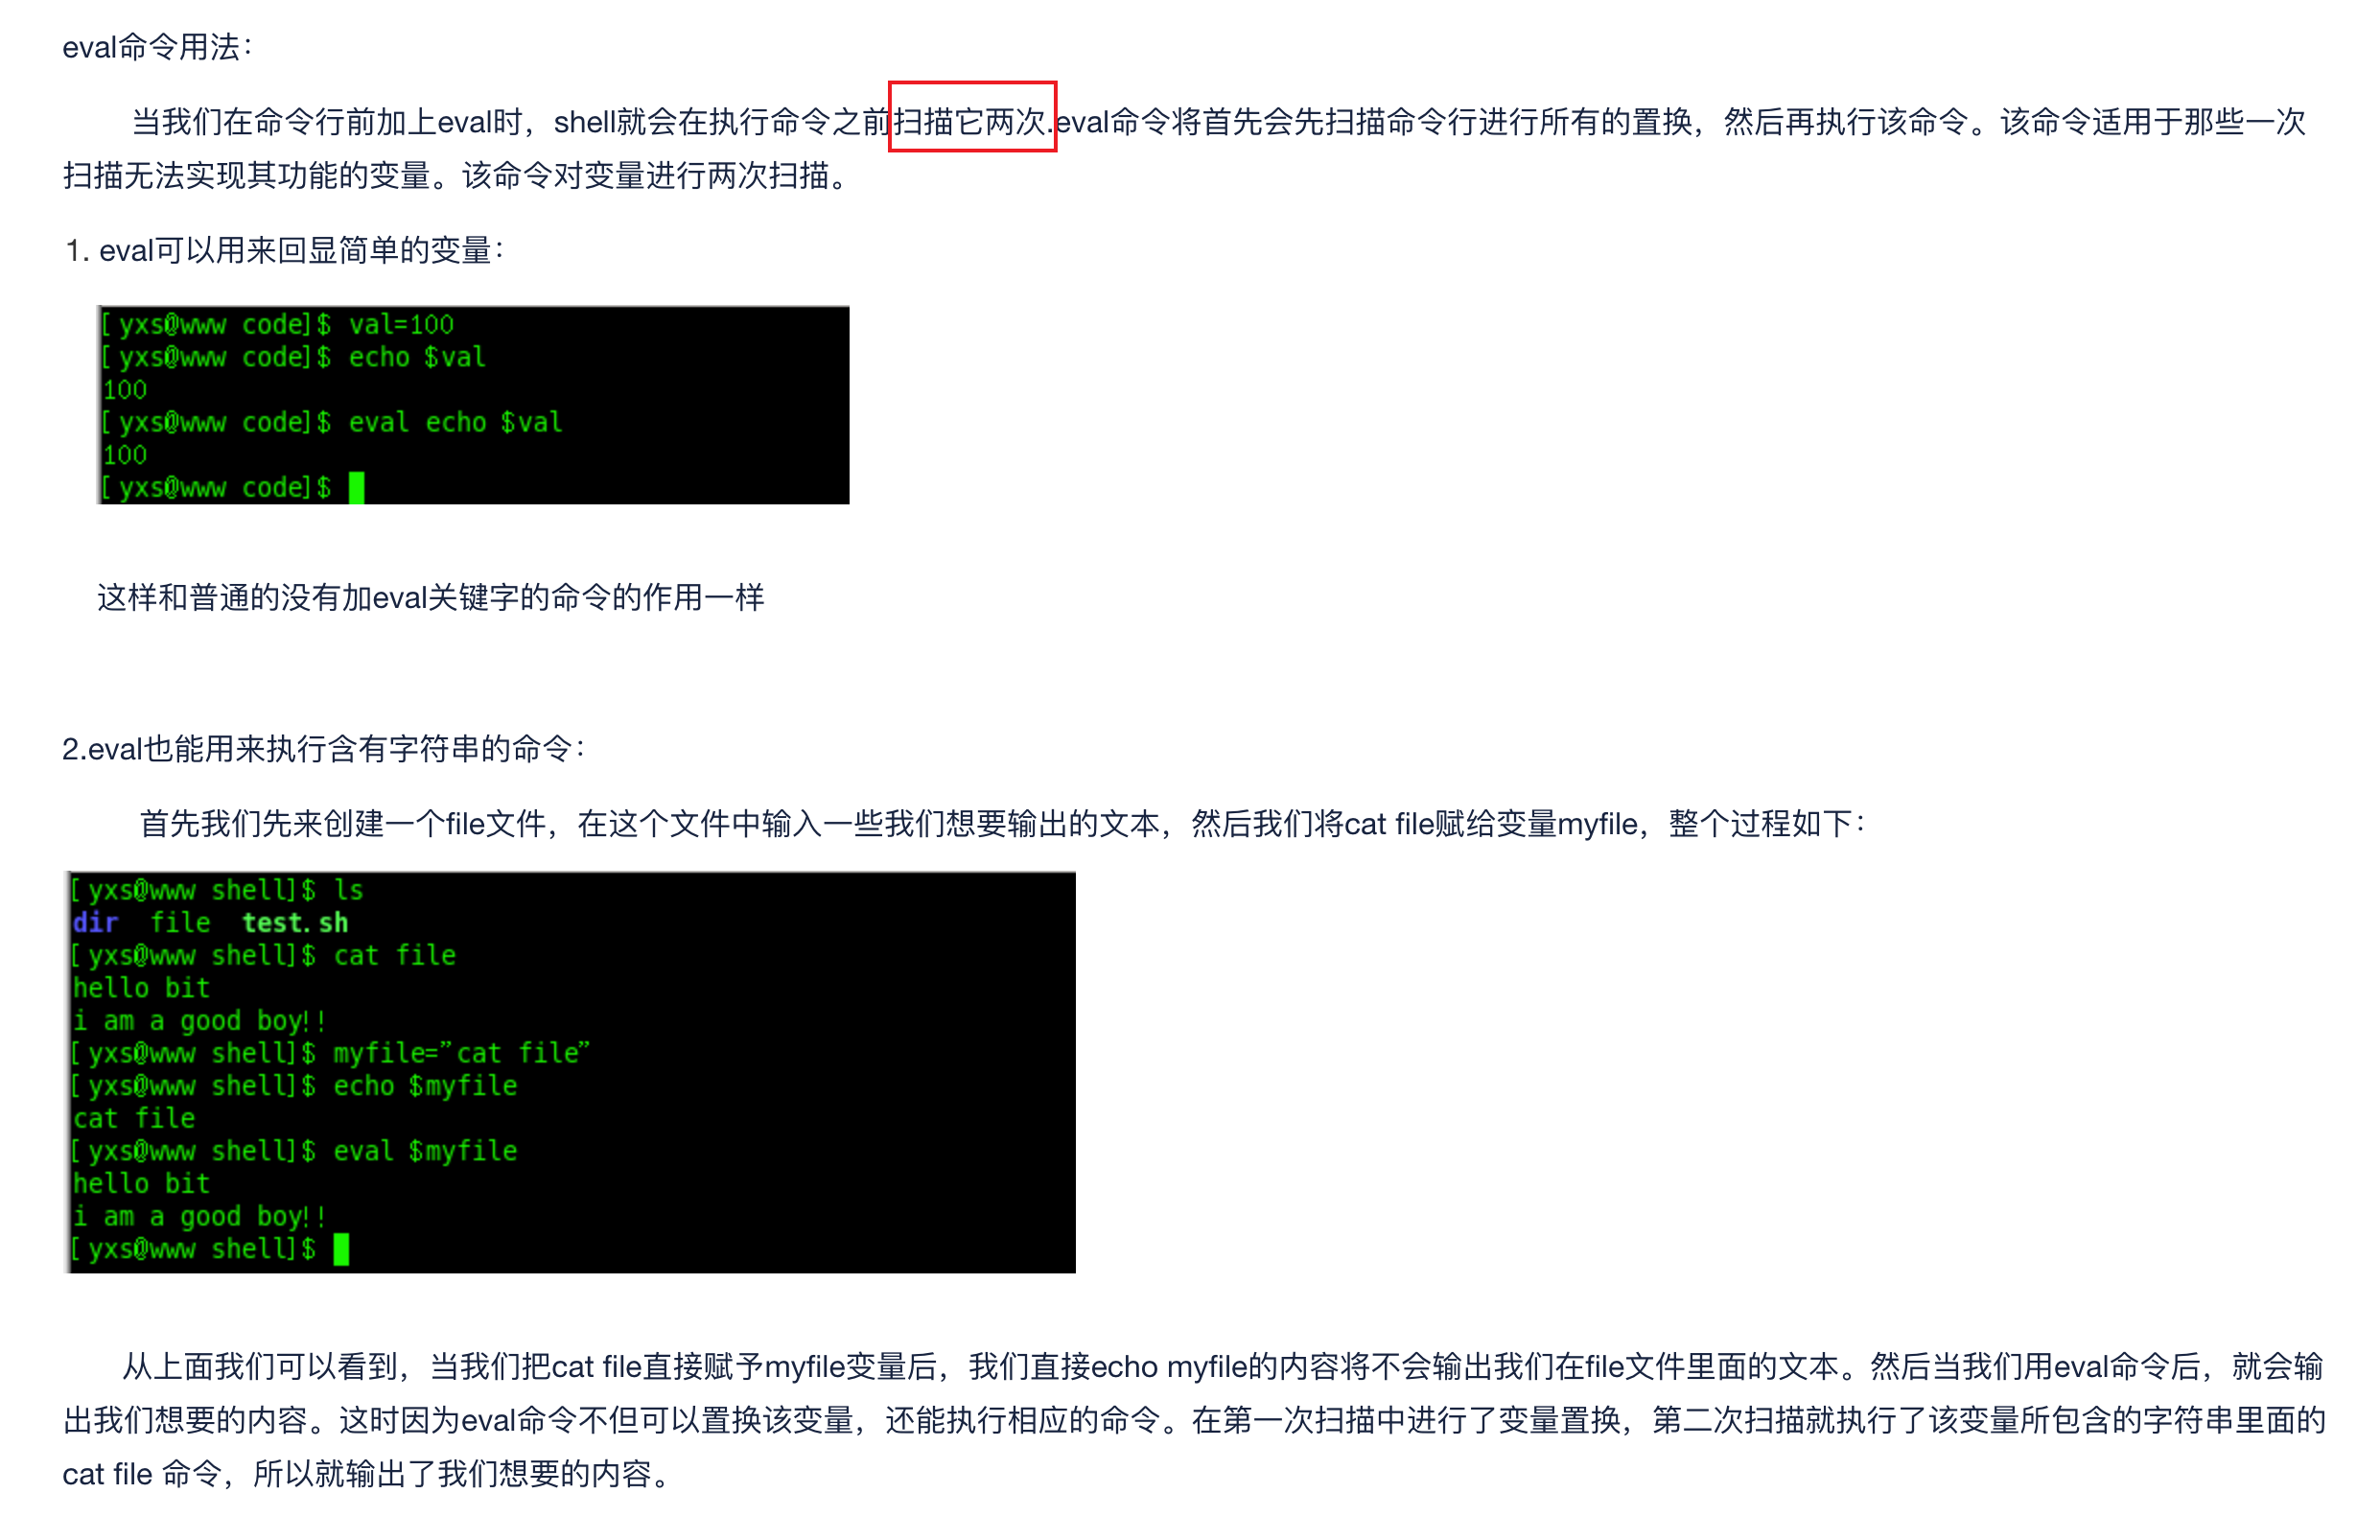 eval命令用法：
当我们在命令行前加上eval时，shell就会在执行命令之前扫描它两次.eval命令将首先会先扫描命令行进行所有的置换，然后再执行该命令。该命令适用于那些一次
扫描无法实现其功能的变量。该命令对变量进行两次扫描。
1. eval可以用来回显简单的变量：
[yxs@www code]$ val=100
[yxs@www code]$ echo $val
100
[yxs@www code]$ eval echo $val
100
[yxs@www code]$
这样和普通的没有加eval关键字的命令的作用一样
2.eval也能用来执行含有字符串的命令：
首先我们先来创建一个file文件，在这个文件中输入一些我们想要输出的文本，然后我们将cat file赋给变量myfile，整个过程如下：
[yxs@www shell]$ ls
dir file test.sh
[yxs@www shell]$ cat file
hello bit
i am a good boy!!
[yxs@www shell]$ myfile=”cat file”
[yxs@www shell]$ echo $myfile
cat file
[yxs@www shell]$ eval $myfile
hello bit
i am a good boy!!
[yxs@www shell]$
从上面我们可以看到，当我们把cat file直接赋予myfile变量后，我们直接echo myfile的内容将不会输出我们在file文件里面的文本。然后当我们用eval命令后，就会输
出我们想要的内容。这时因为eval命令不但可以置换该变量，还能执行相应的命令。在第一次扫描中进行了变量置换，第二次扫描就执行了该变量所包含的字符串里面的
cat file 命令，所以就输出了我们想要的内容。